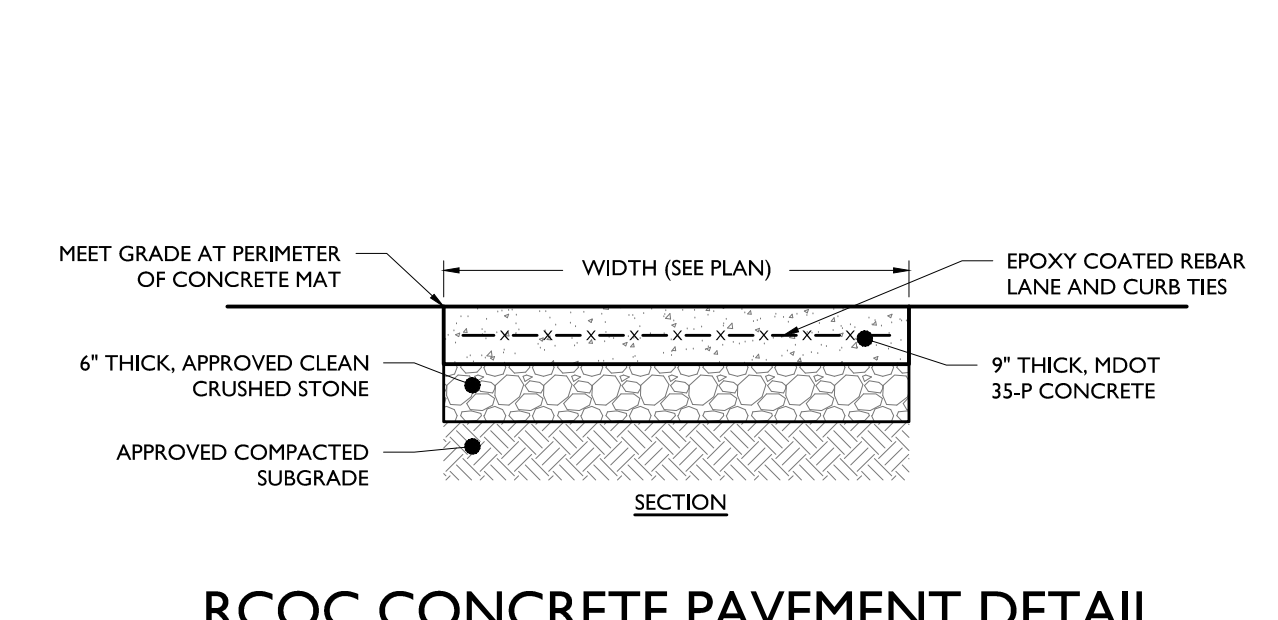 MEET GRADE AT PERIMETER
OF CONCRETE MAT
WIDTH (SEE PLAN)
EPOXY COATED REBAR
LANE AND CURB TIES
6" THICK, APPROVED CLEAN
CRUSHED STONE
9" THICK, MDOT
35-P CONCRETE
APPROVED COMPACTED
SUBGRADE
SECTION
RCOC CONCRETE PAVEMENT DETAIL